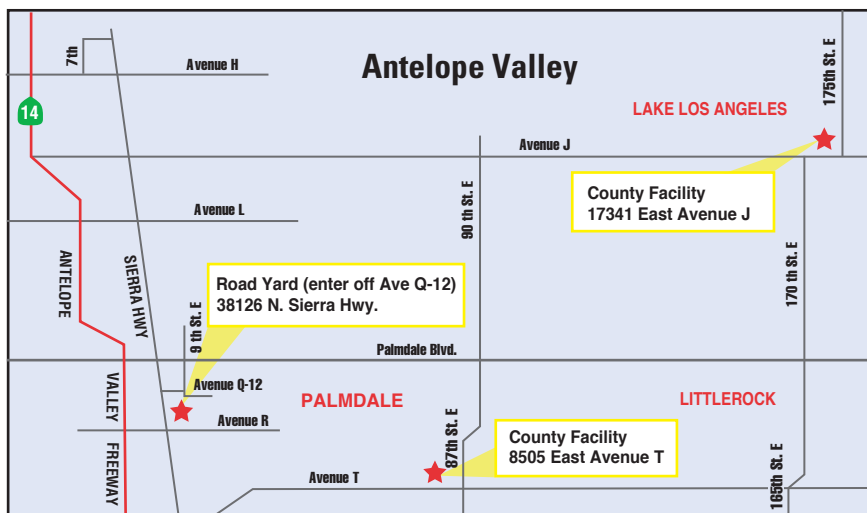 Antelope Valley
7th
Avenue H
14
175th St. E
LAKE LOS ANGELES
Avenue J
County Facility
17341 East Avenue J
90 th St. E
Avenue L
ANTELOPE
SIERRA HWY
Road Yard (enter off Ave Q-12)
38126 N. Sierra Hwy.
170 th St. E
9 th St. E
Palmdale Blvd.
VALLEY
Avenue Q-12
PALMDALE
LITTLEROCK
Avenue R
87th St. E
County Facility
8505 East Avenue T
FREEWAY
Avenue T
165th St. E